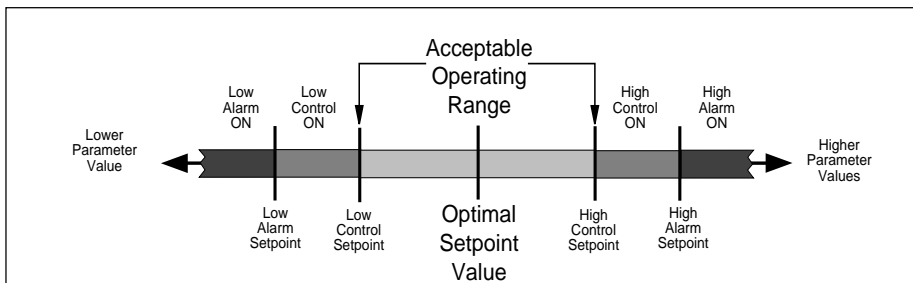 Acceptable
Operating
Range
Low
Alarm
ON
Low
Control
ON
High
Control
ON
High
Alarm
ON
Lower
Parameter
Value
Higher
Parameter
Values
Low
Alarm
Setpoint
Low
Control
Setpoint
Optimal
Setpoint
Value
High
Control
Setpoint
High
Alarm
Setpoint